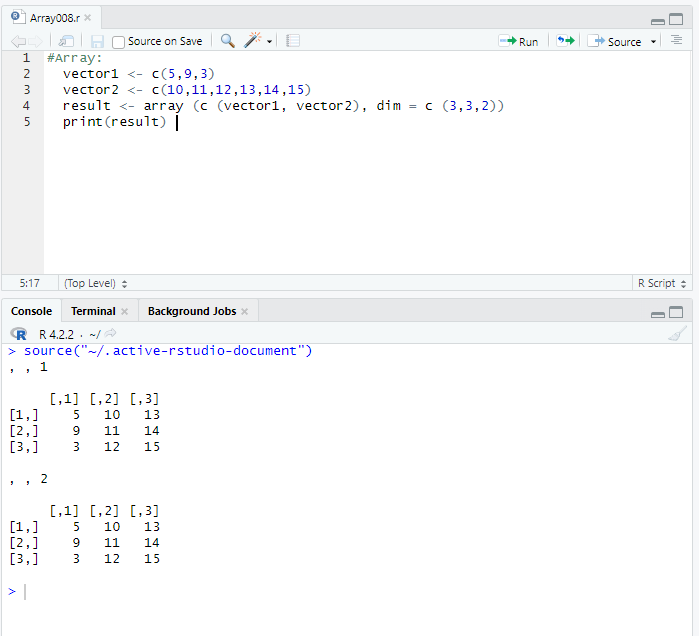 Array008.r
Source on Save
Run
Source
1 #Array:
2 vector1 <- c(5,9,3)
3 vector2 <- c(10,11,12,13,14,15)
4 result <- array (c (vector1, vector2), dim = c (3,3,2))
5 print(result)
5:17 (Top Level) R Script
Console Terminal Background Jobs
R R 4.2.2 · ~/
> source("~/.active-rstudio-document")
, , 1
[,1] [,2] [,3]
[1,] 5 10 13
[2,] 9 11 14
[3,] 3 12 15
, , 2
[,1] [,2] [,3]
[1,] 5 10 13
[2,] 9 11 14
[3,] 3 12 15
>